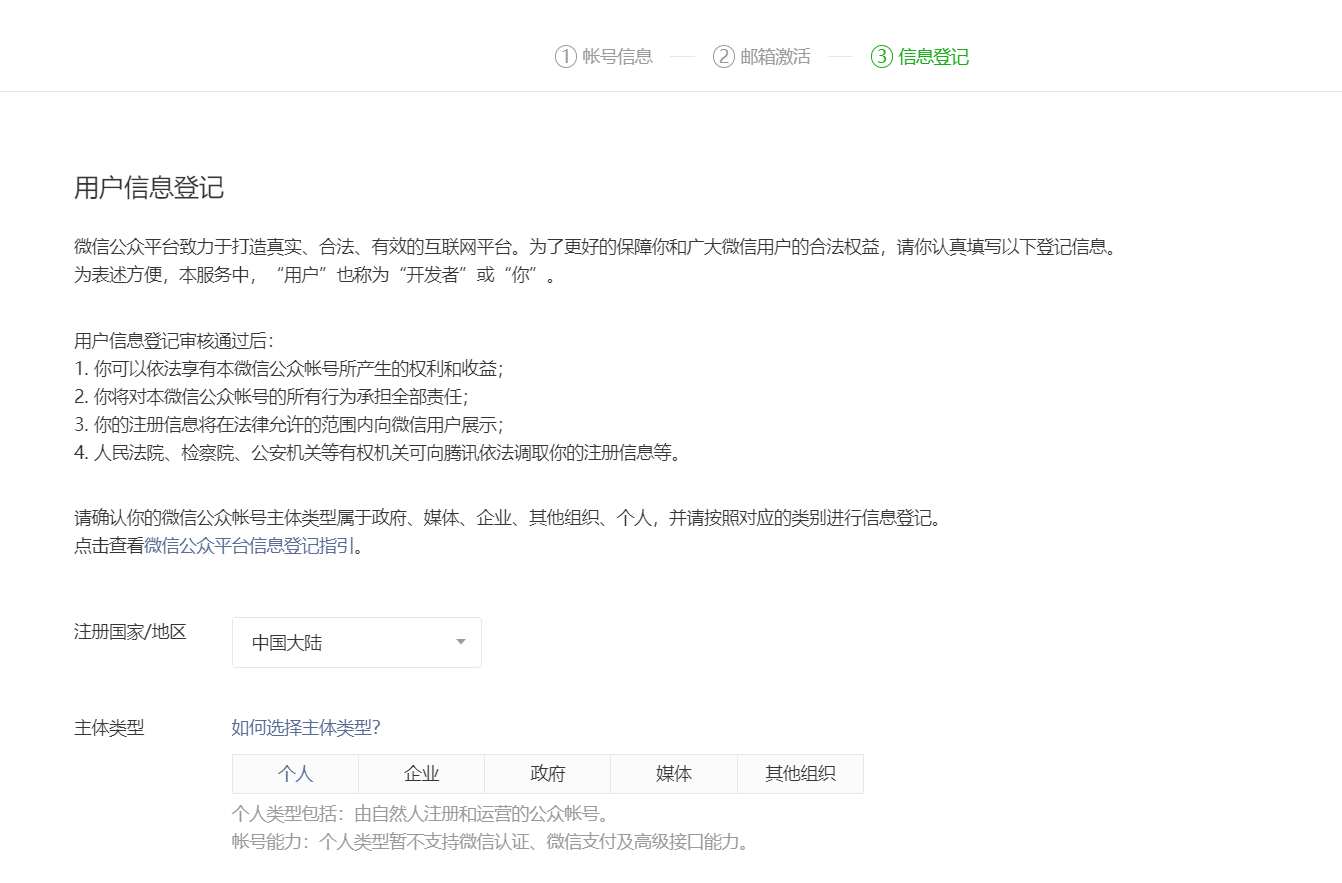 ① 帐号信息 ② 邮箱激活 ③ 信息登记
用户信息登记
微信公众平台致力于打造真实、合法、有效的互联网平台。为了更好的保障你和广大微信用户的合法权益，请你认真填写以下登记信息。
为表述方便，本服务中，“用户”也称为“开发者”或“你”。
用户信息登记审核通过后：
1. 你可以依法享有本微信公众帐号所产生的权利和收益；
2. 你将对本微信公众帐号的所有行为承担全部责任；
3. 你的注册信息将在法律允许的范围内向微信用户展示；
4. 人民法院、检察院、公安机关等有权机关可向腾讯依法调取你的注册信息等。
请确认你的微信公众帐号主体类型属于政府、媒体、企业、其他组织、个人，并请按照对应的类别进行信息登记。
点击查看微信公众平台信息登记指引。
注册国家/地区 中国大陆
主体类型 如何选择主体类型?
个人 企业 政府 媒体 其他组织
个人类型包括：由自然人注册和运营的公众帐号。
帐号能力：个人类型暂不支持微信认证、微信支付及高级接口能力。